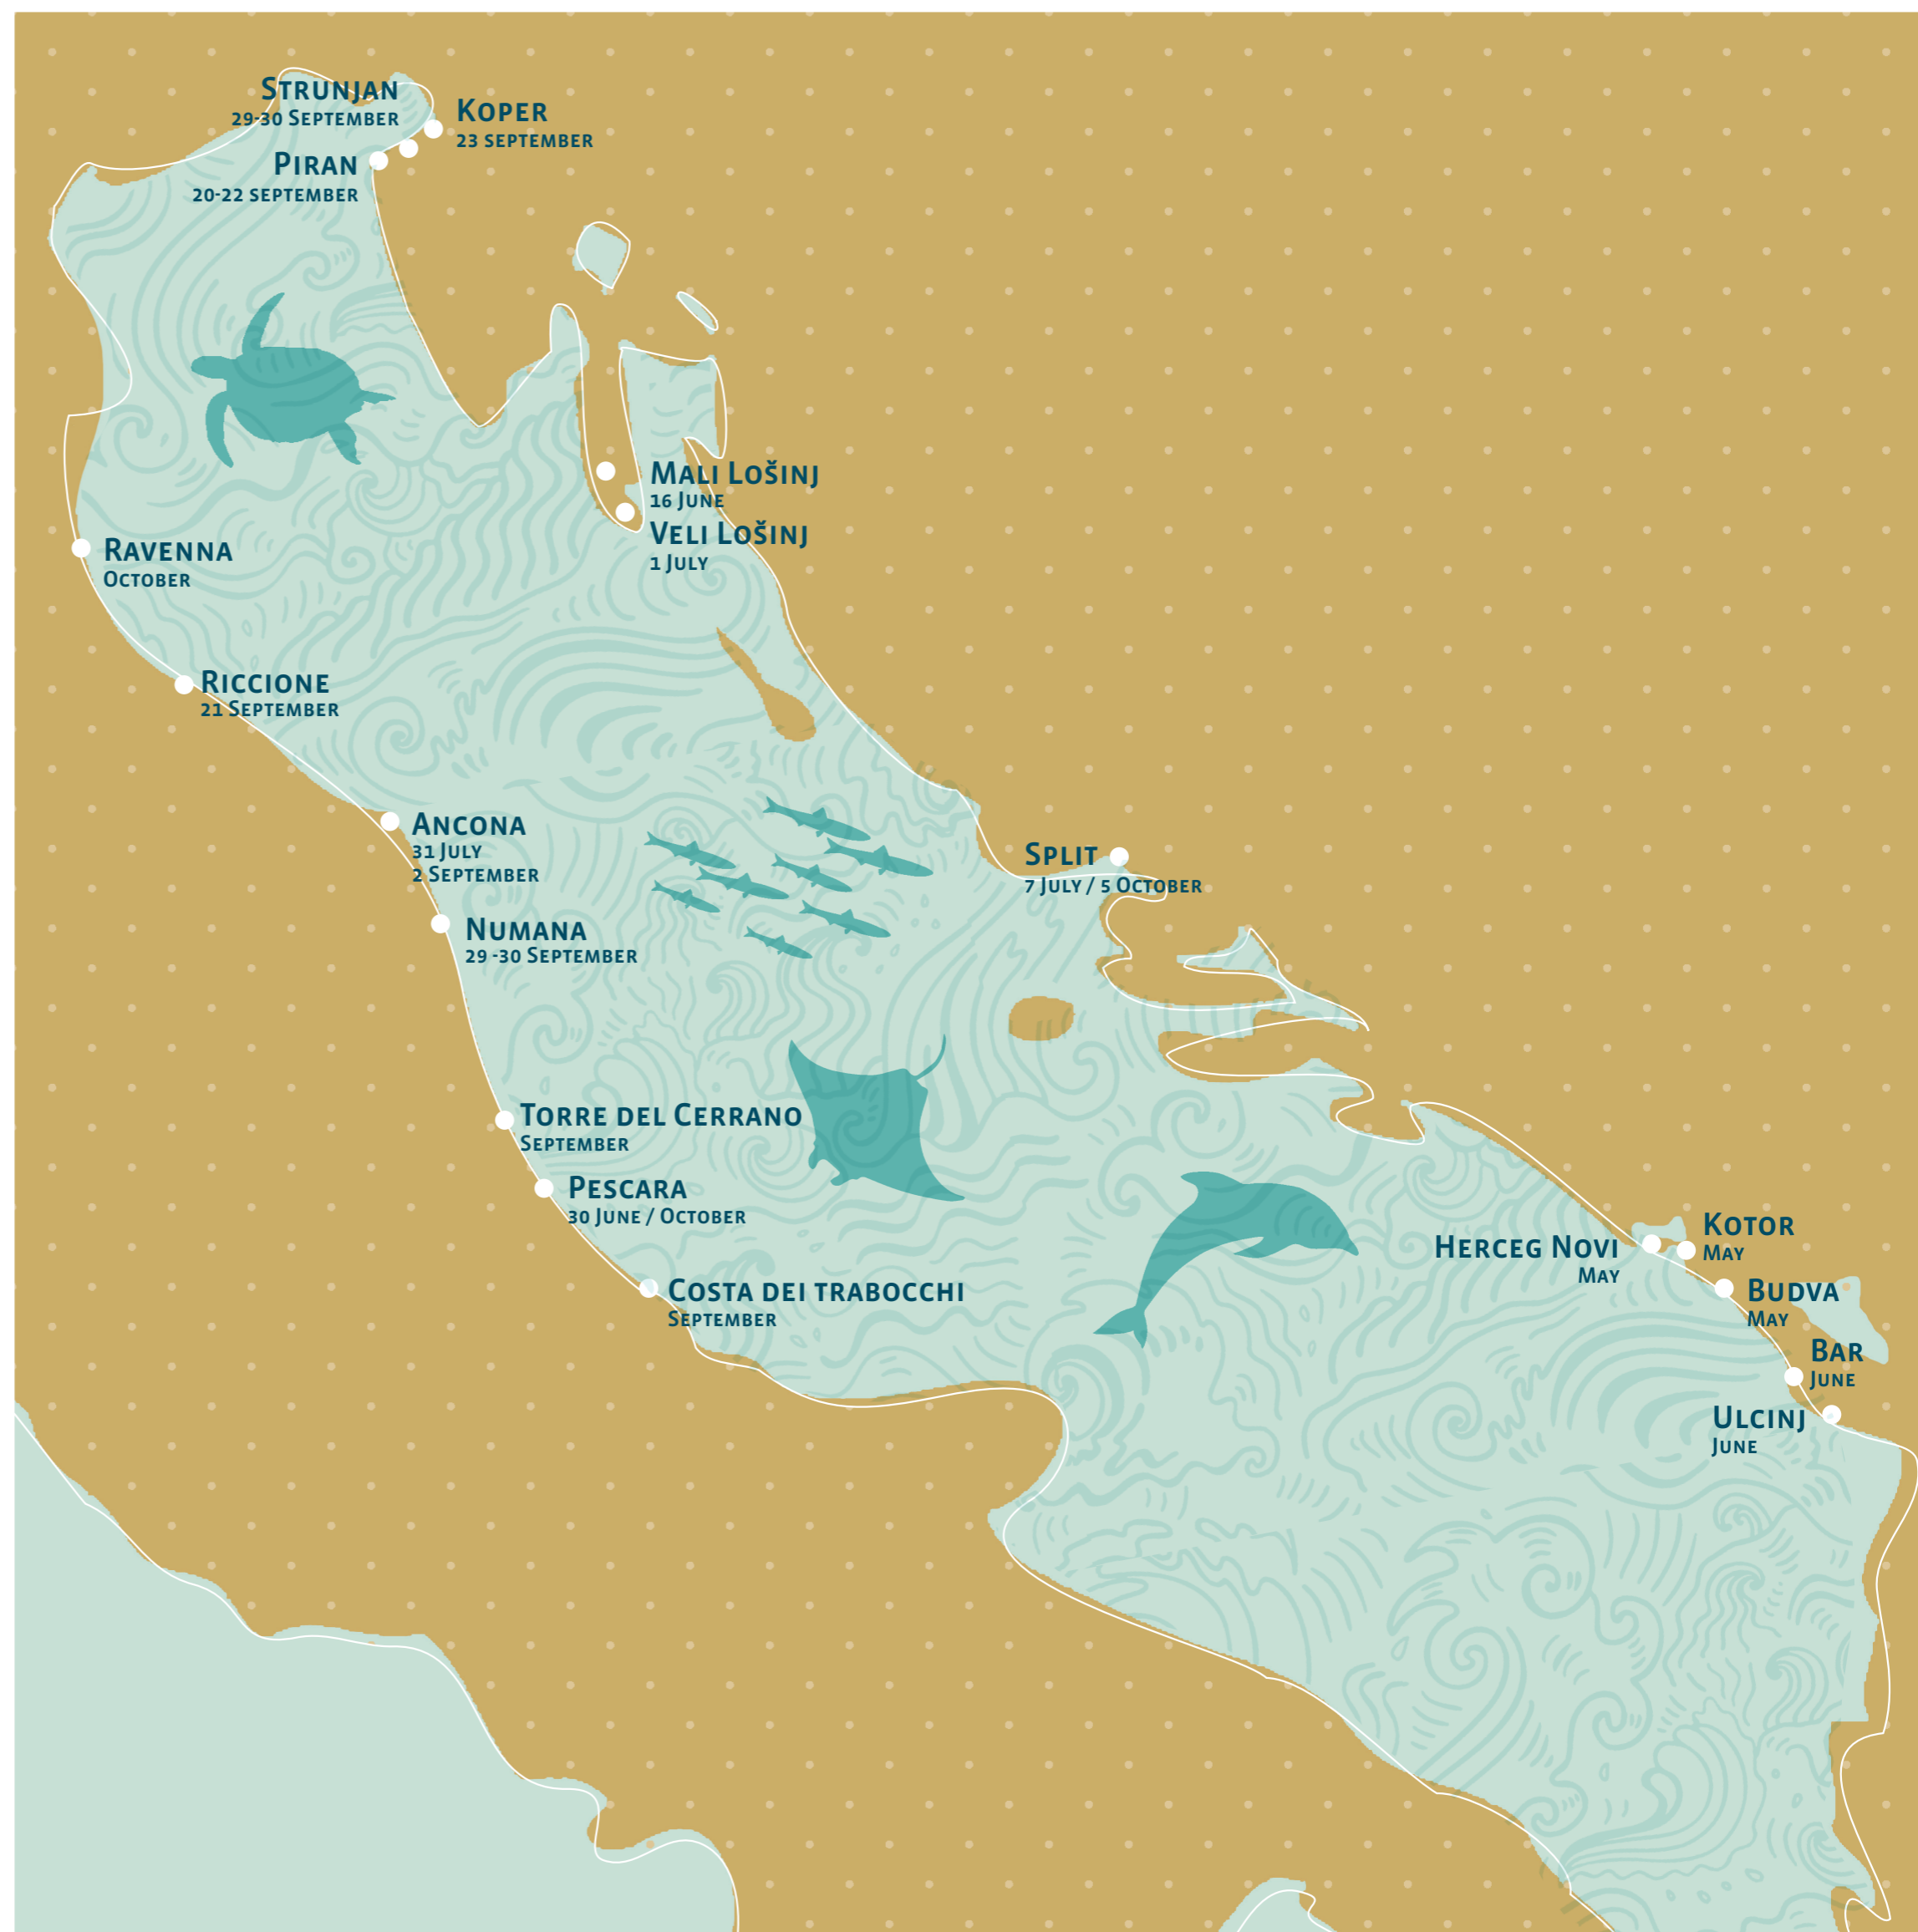 Strunjan
29-30 September
Koper
23 september
Piran
20-22 september
Mali Lošinj
16 June
Veli Lošinj
1 July
Ravenna
October
Riccione
21 September
Ancona
31 July
2 September
Split
7 July / 5 October
Numana
29 -30 September
Torre del Cerrano
September
Pescara
30 June / October
Costa dei trabocchi
September
Herceg Novi
May
Kotor
May
Budva
May
Bar
June
Ulcinj
June